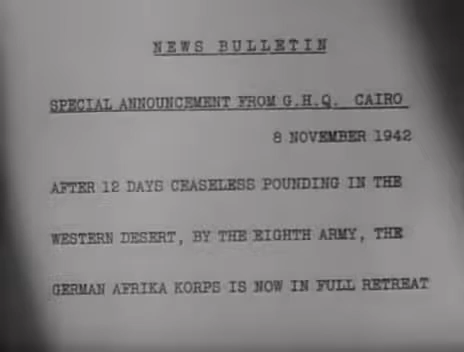 NEWS BULLETIN
SPECIAL ANNOUNCEMENT FROM G.H.Q. CAIRO
8 NOVEMBER 1942
AFTER 12 DAYS CEASELESS POUNDING IN THE
WESTERN DESERT, BY THE EIGHTH ARMY, THE
GERMAN AFRIKA KORPS IS NOW IN FULL RETREAT